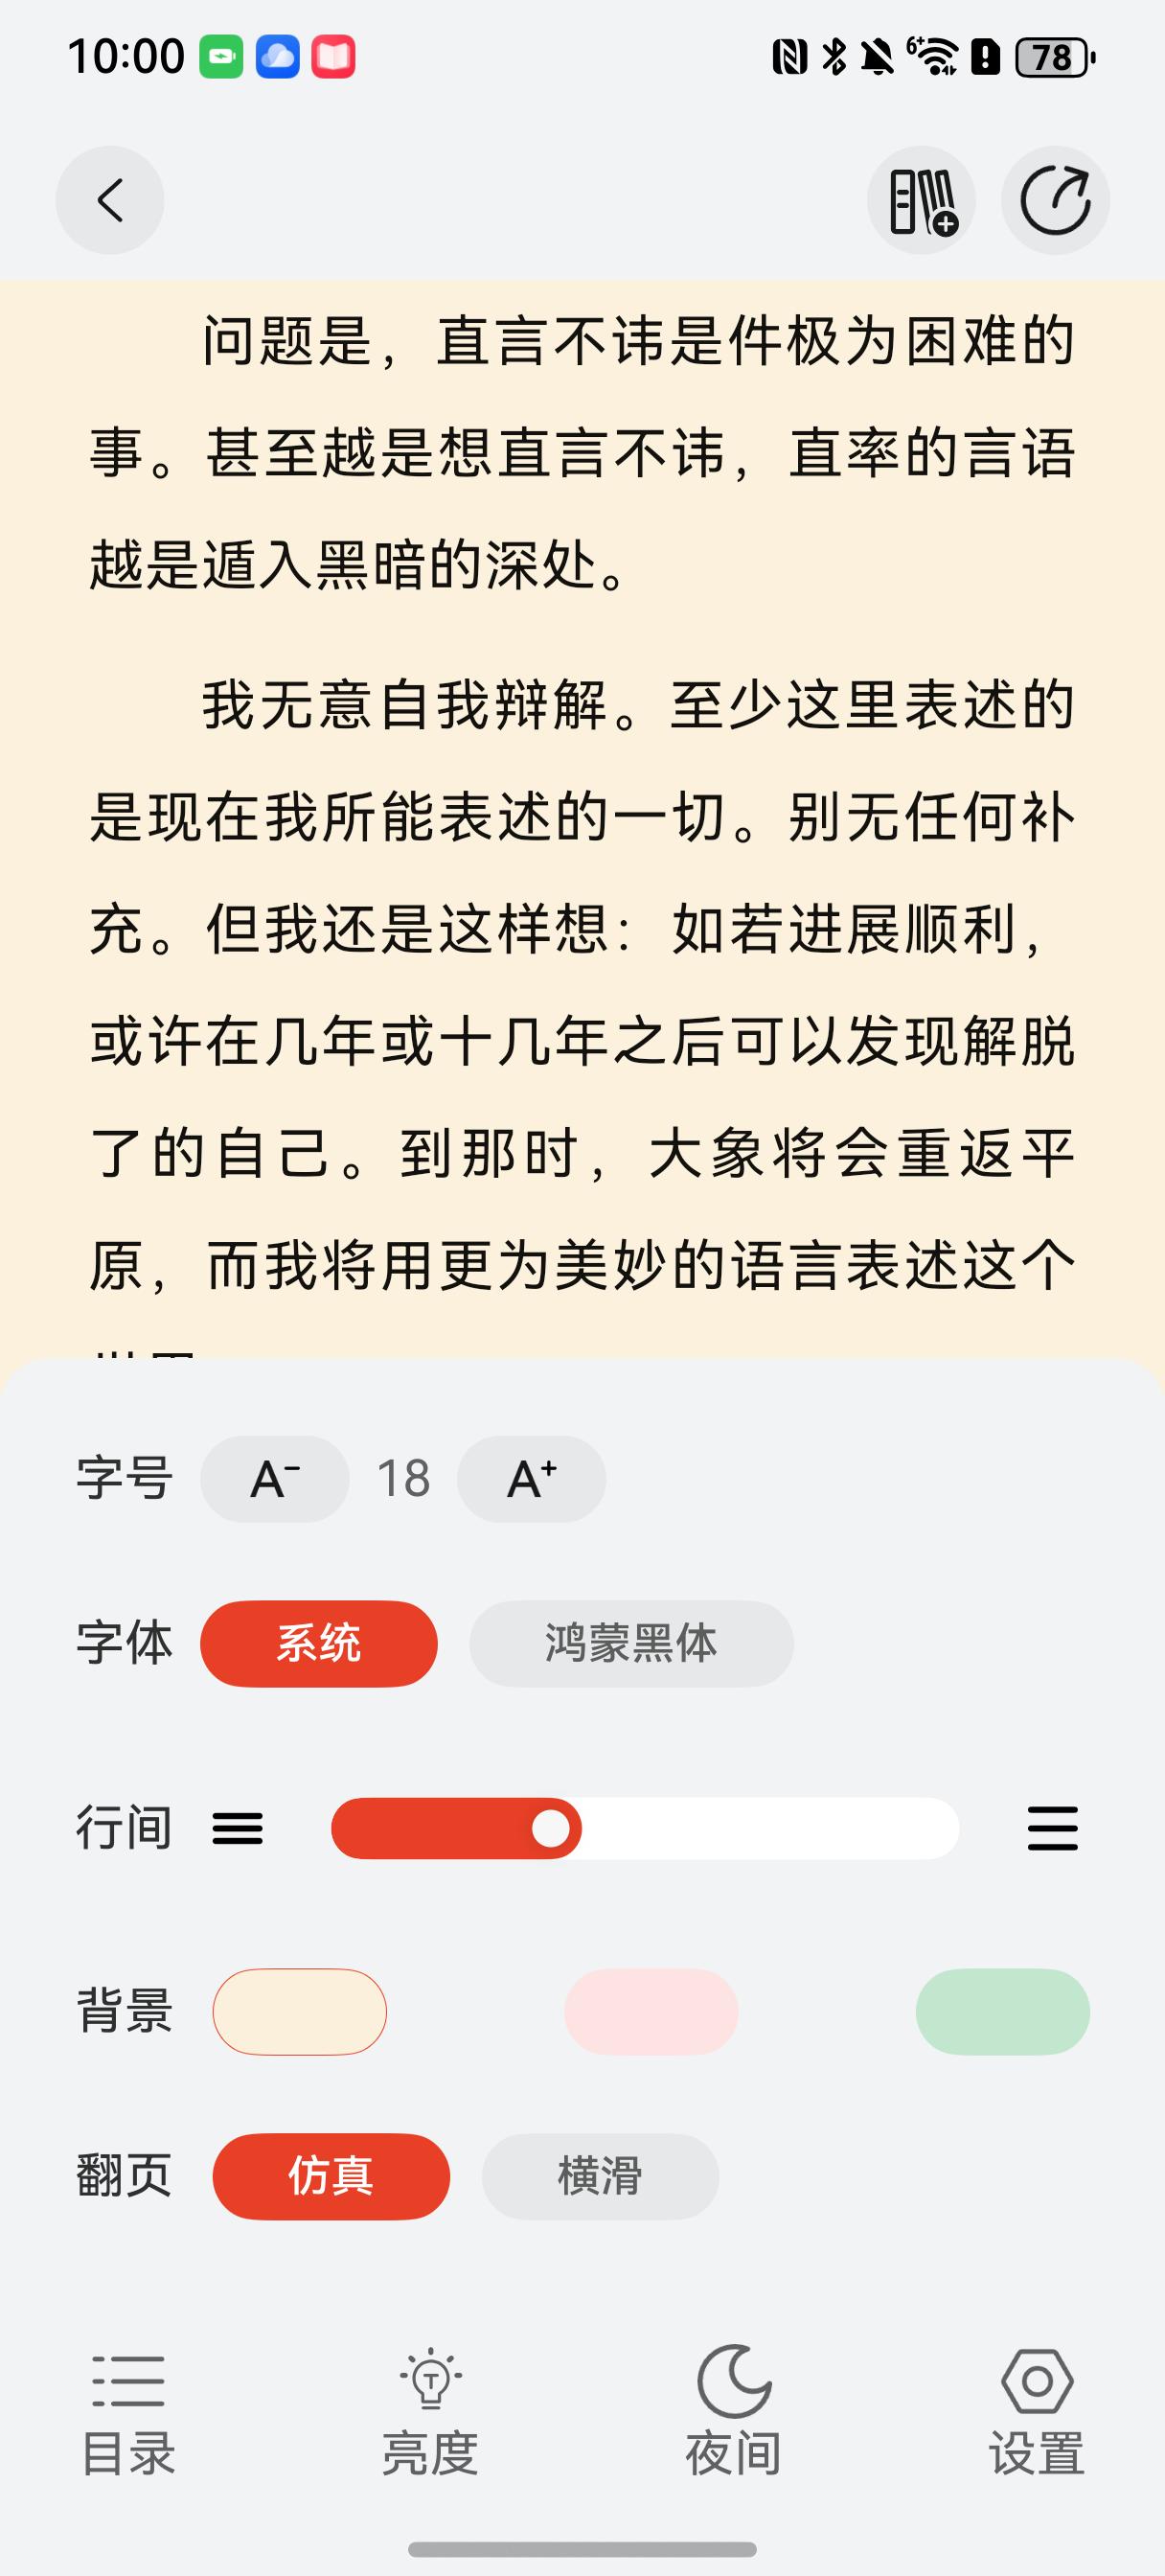 10:00
78
问题是，直言不讳是件极为困难的
事。甚至越是想直言不讳，直率的言语
越是遁入黑暗的深处。
我无意自我辩解。至少这里表述的
是现在我所能表述的一切。别无任何补
充。但我还是这样想：如若进展顺利，
或许在几年或十几年之后可以发现解脱
了的自己。到那时，大象将会重返平
原，而我将用更为美妙的语言表述这个
字号 A⁻ 18 A⁺
字体 系统 鸿蒙黑体
行间
背景
翻页 仿真 横滑
目录 亮度 夜间 设置